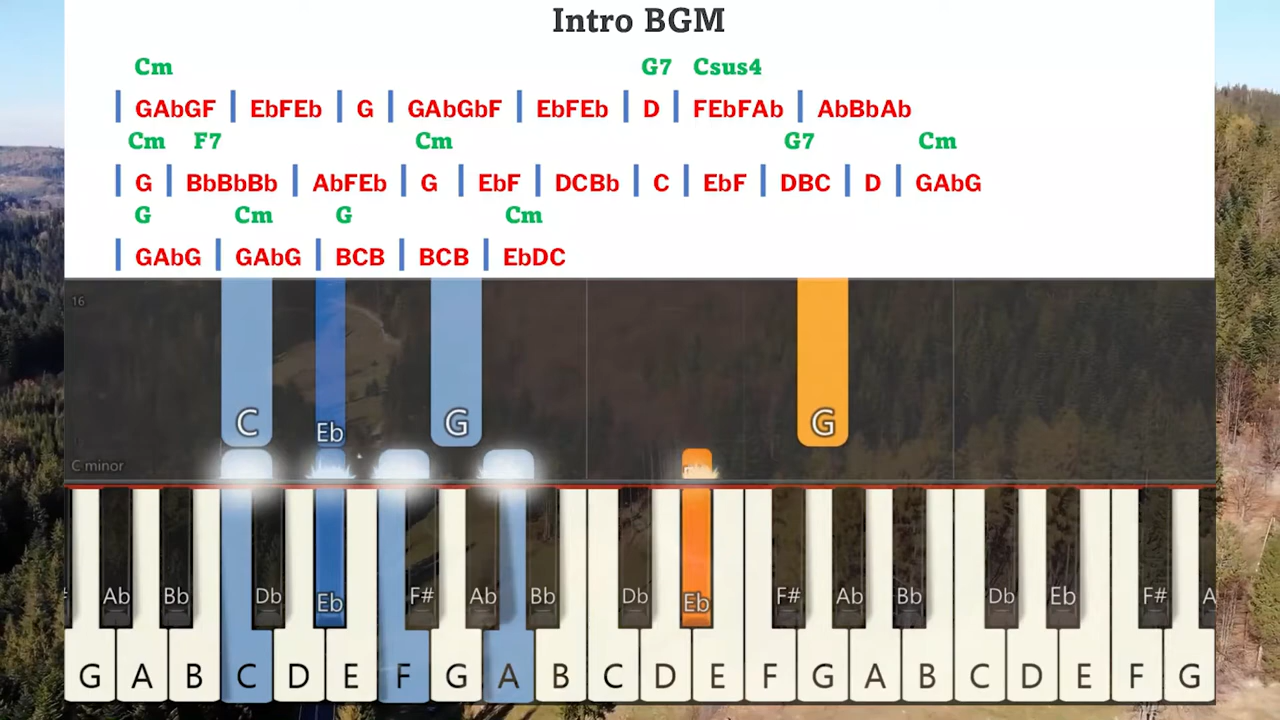 Intro BGM
Cm G7 Csus4
| GAbGF | EbFEb | G | GAbGbF | EbFEb | D | FEbFAb | AbBbAb
Cm F7 Cm G7 Cm
| G | BbBbBb | AbFEb | G | EbF | DCBb | C | EbF | DBC | D | GAbG
G Cm G Cm
| GAbG | GAbG | BCB | BCB | EbDC
16
C G G
Eb
C minor
Ab Bb Db Eb F# Ab Bb Db Eb F# Ab Bb Db Eb F# A
G A B C D E F G A B C D E F G A B C D E F G